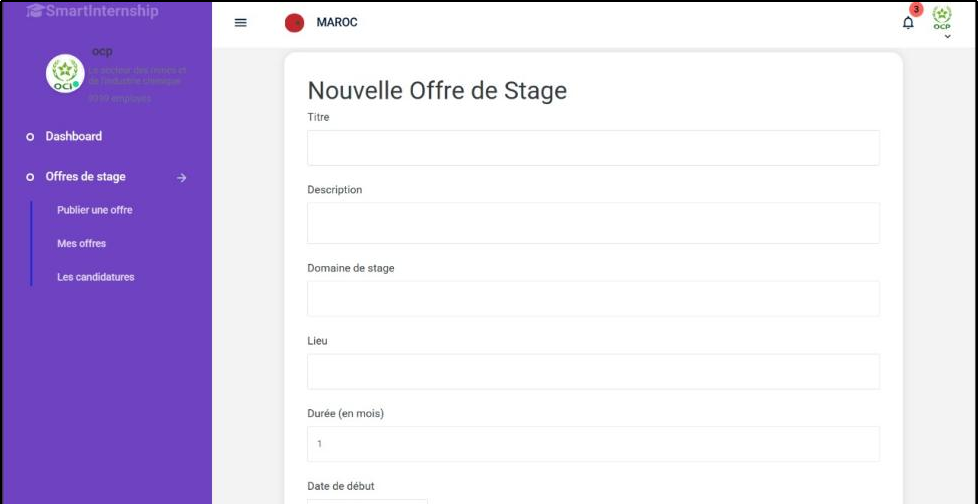 SmartInternship
ocp
Le secteur des mines et
de l'industrie chimique
9999 employés
Dashboard
Offres de stage
Publier une offre
Mes offres
Les candidatures
MAROC
3
OCP
Nouvelle Offre de Stage
Titre
Description
Domaine de stage
Lieu
Durée (en mois)
1
Date de début